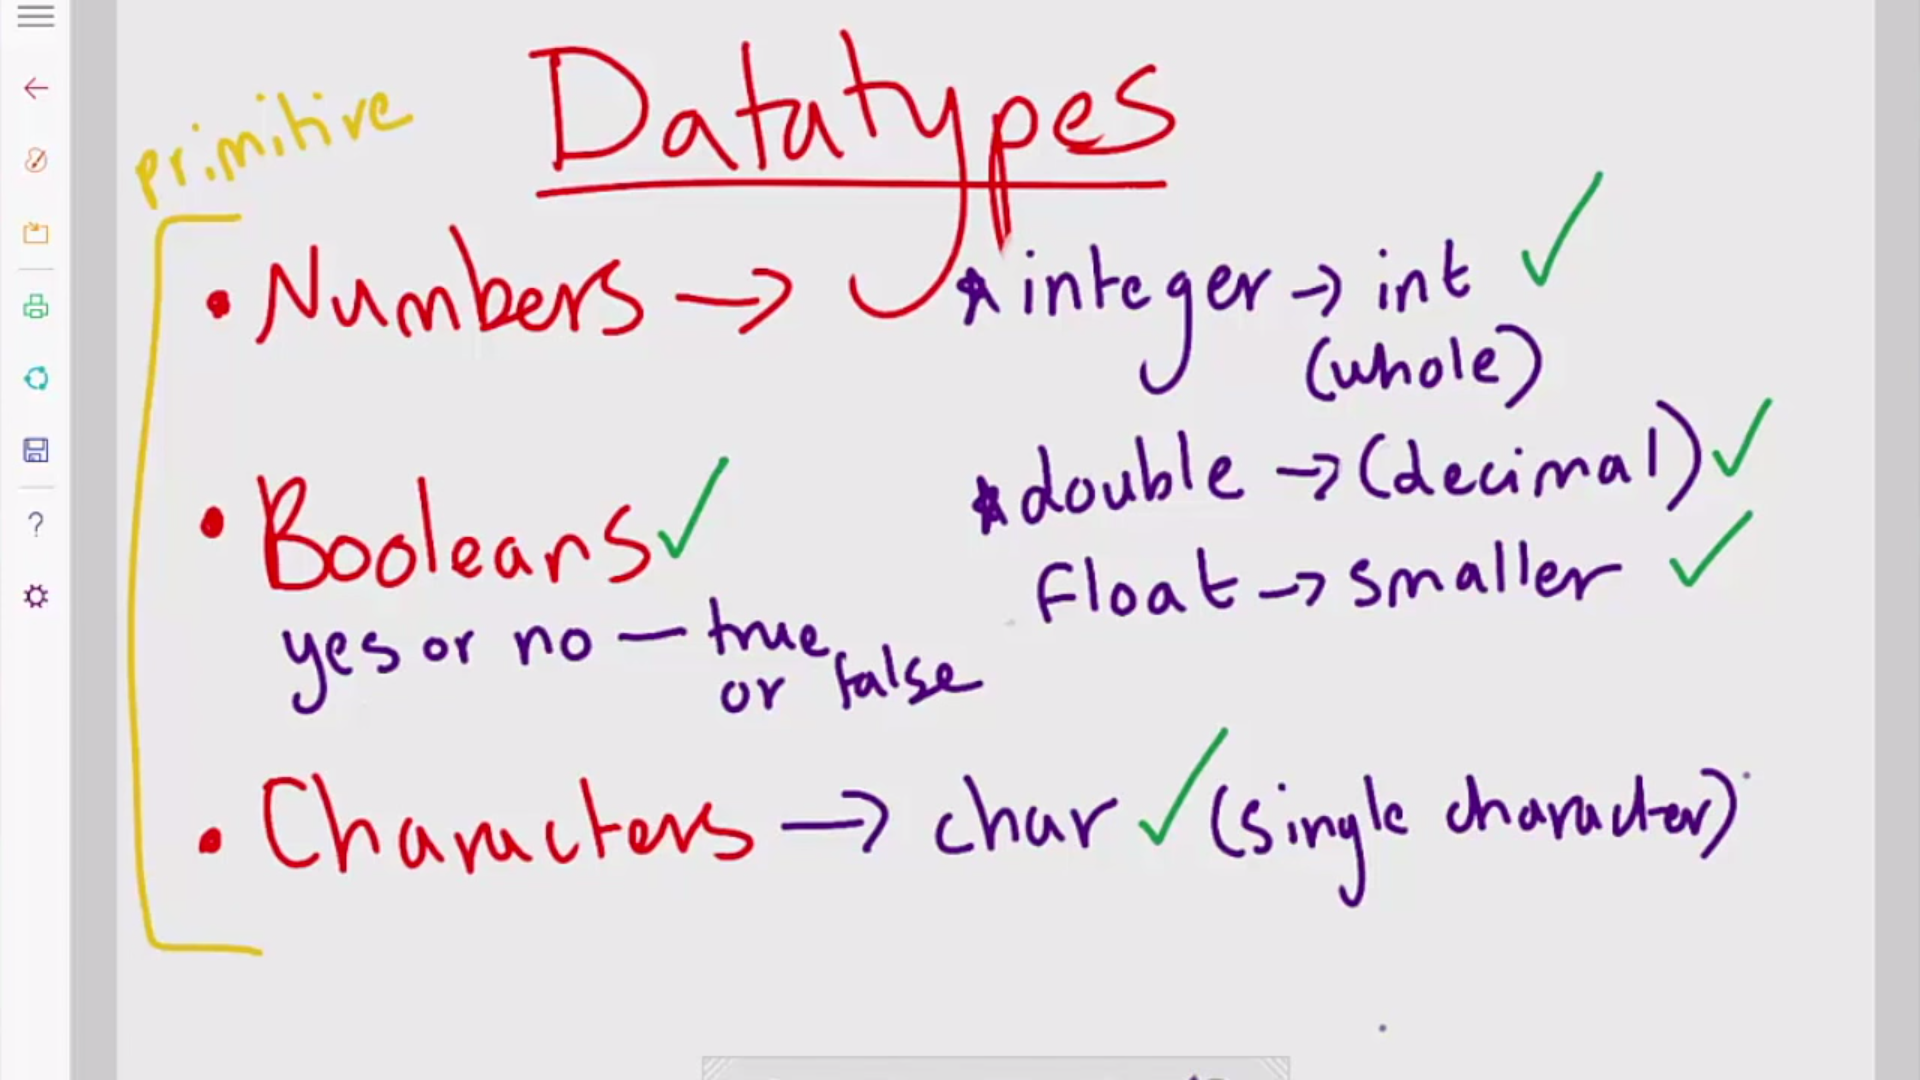 primitive
Datatypes
• Numbers → * integer → int ✓
(whole)
* double → (decimal) ✓
• Booleans ✓
float → smaller ✓
yes or no — true
or false
• Characters → char ✓ (single character)
?